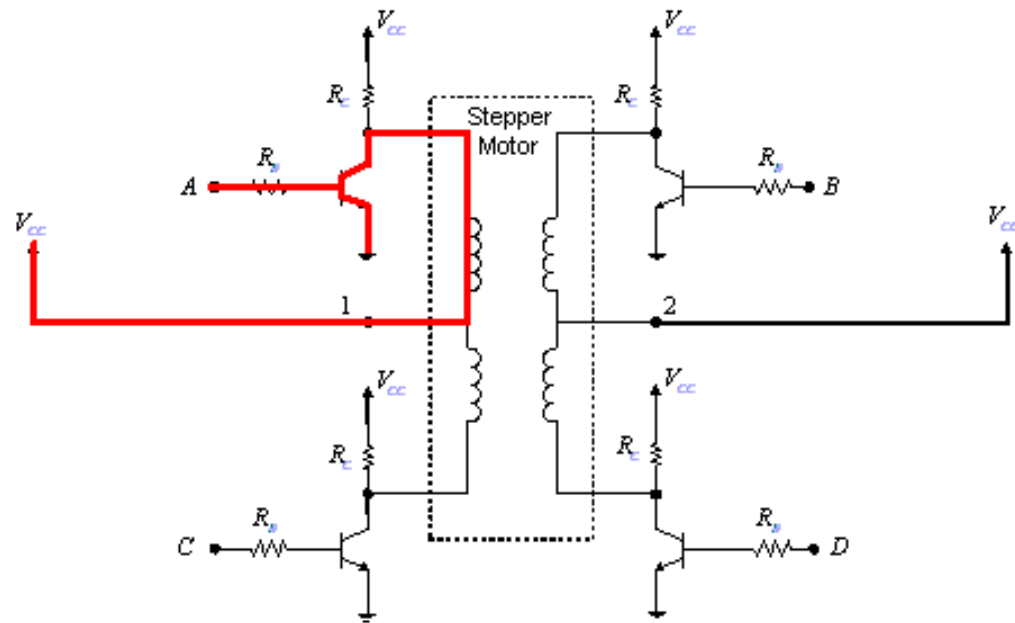 Vcc Vcc
Rc Stepper Rc
Motor
A RB RB B
Vcc Vcc
1 2
Vcc Vcc
Rc Rc
C RB RB D